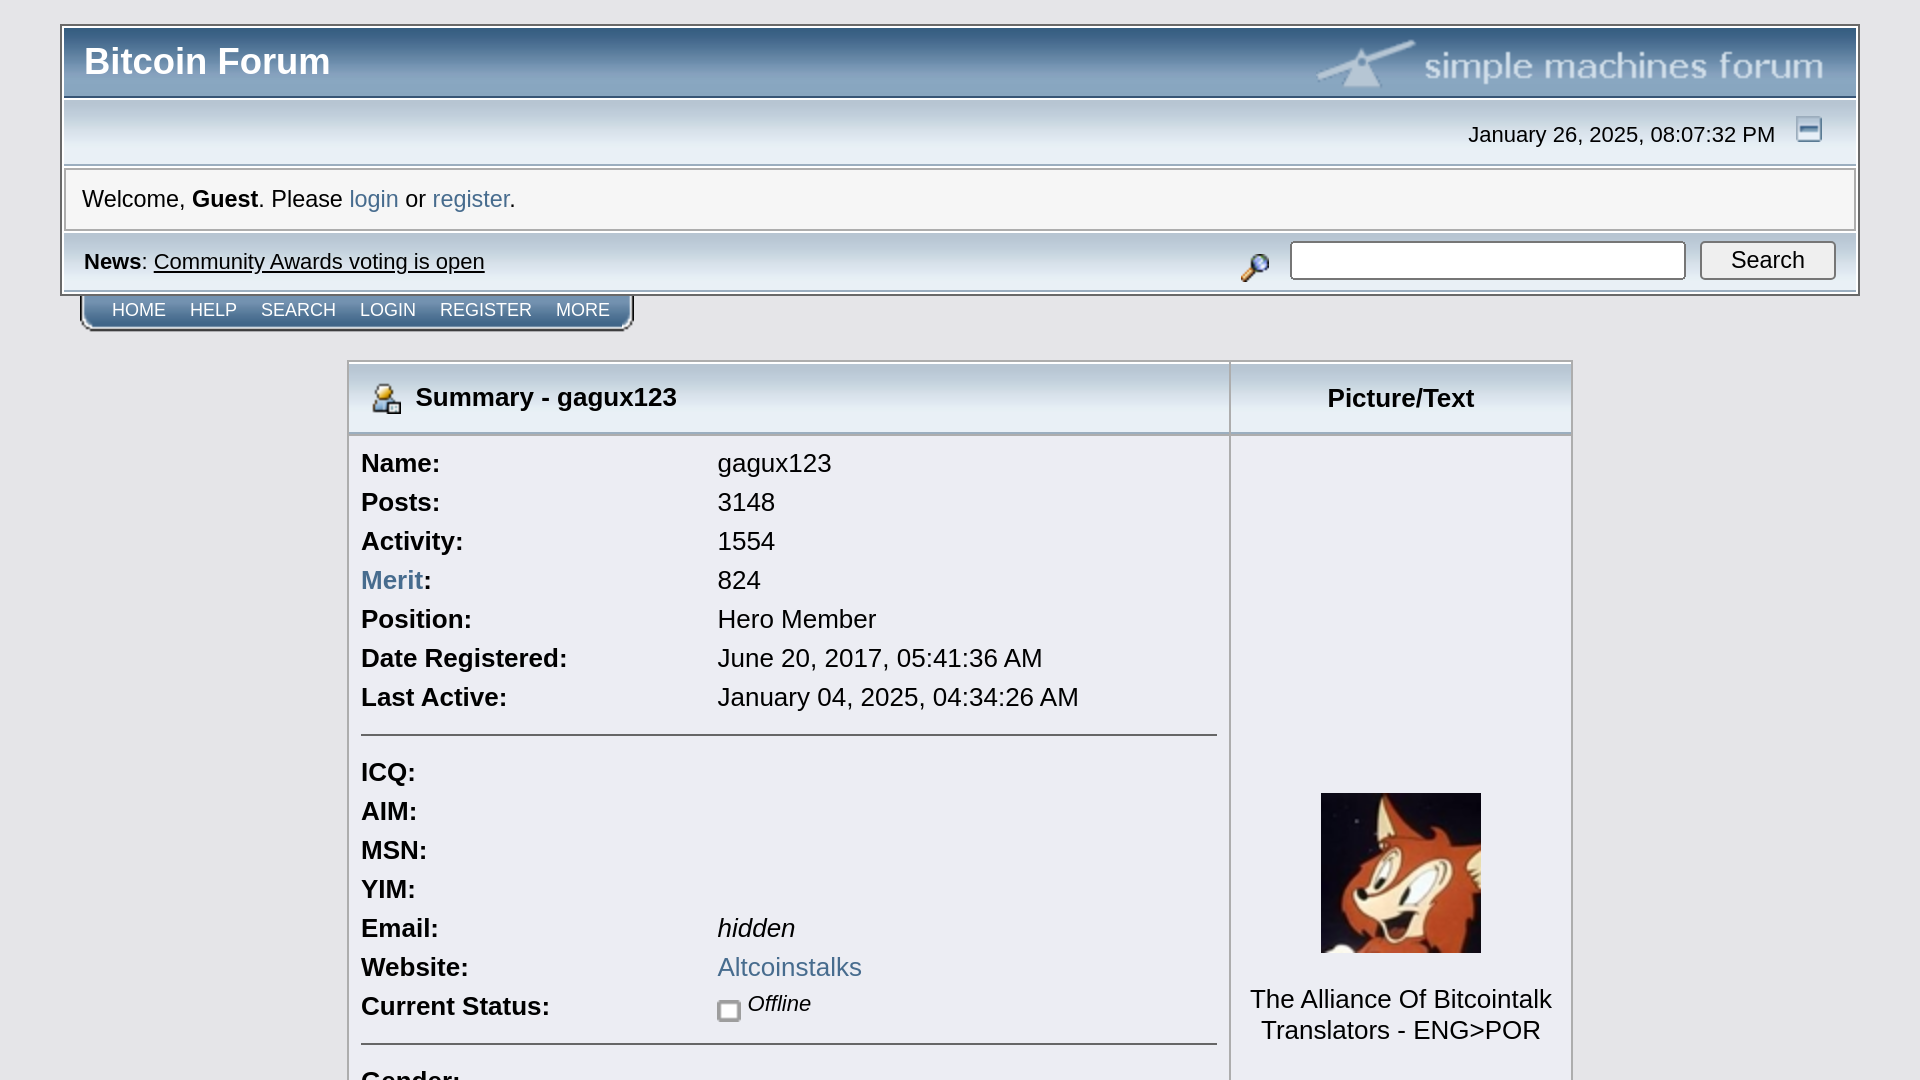 Bitcoin Forum
simple machines forum
January 26, 2025, 08:07:32 PM
Welcome, Guest. Please login or register.
News: Community Awards voting is open
Search
HOME HELP SEARCH LOGIN REGISTER MORE
Summary - gagux123
Picture/Text
Name: gagux123
Posts: 3148
Activity: 1554
Merit: 824
Position: Hero Member
Date Registered: June 20, 2017, 05:41:36 AM
Last Active: January 04, 2025, 04:34:26 AM
ICQ:
AIM:
MSN:
YIM:
Email: hidden
Website: Altcoinstalks
Current Status: Offline
The Alliance Of Bitcointalk
Translators - ENG>POR
Gender: